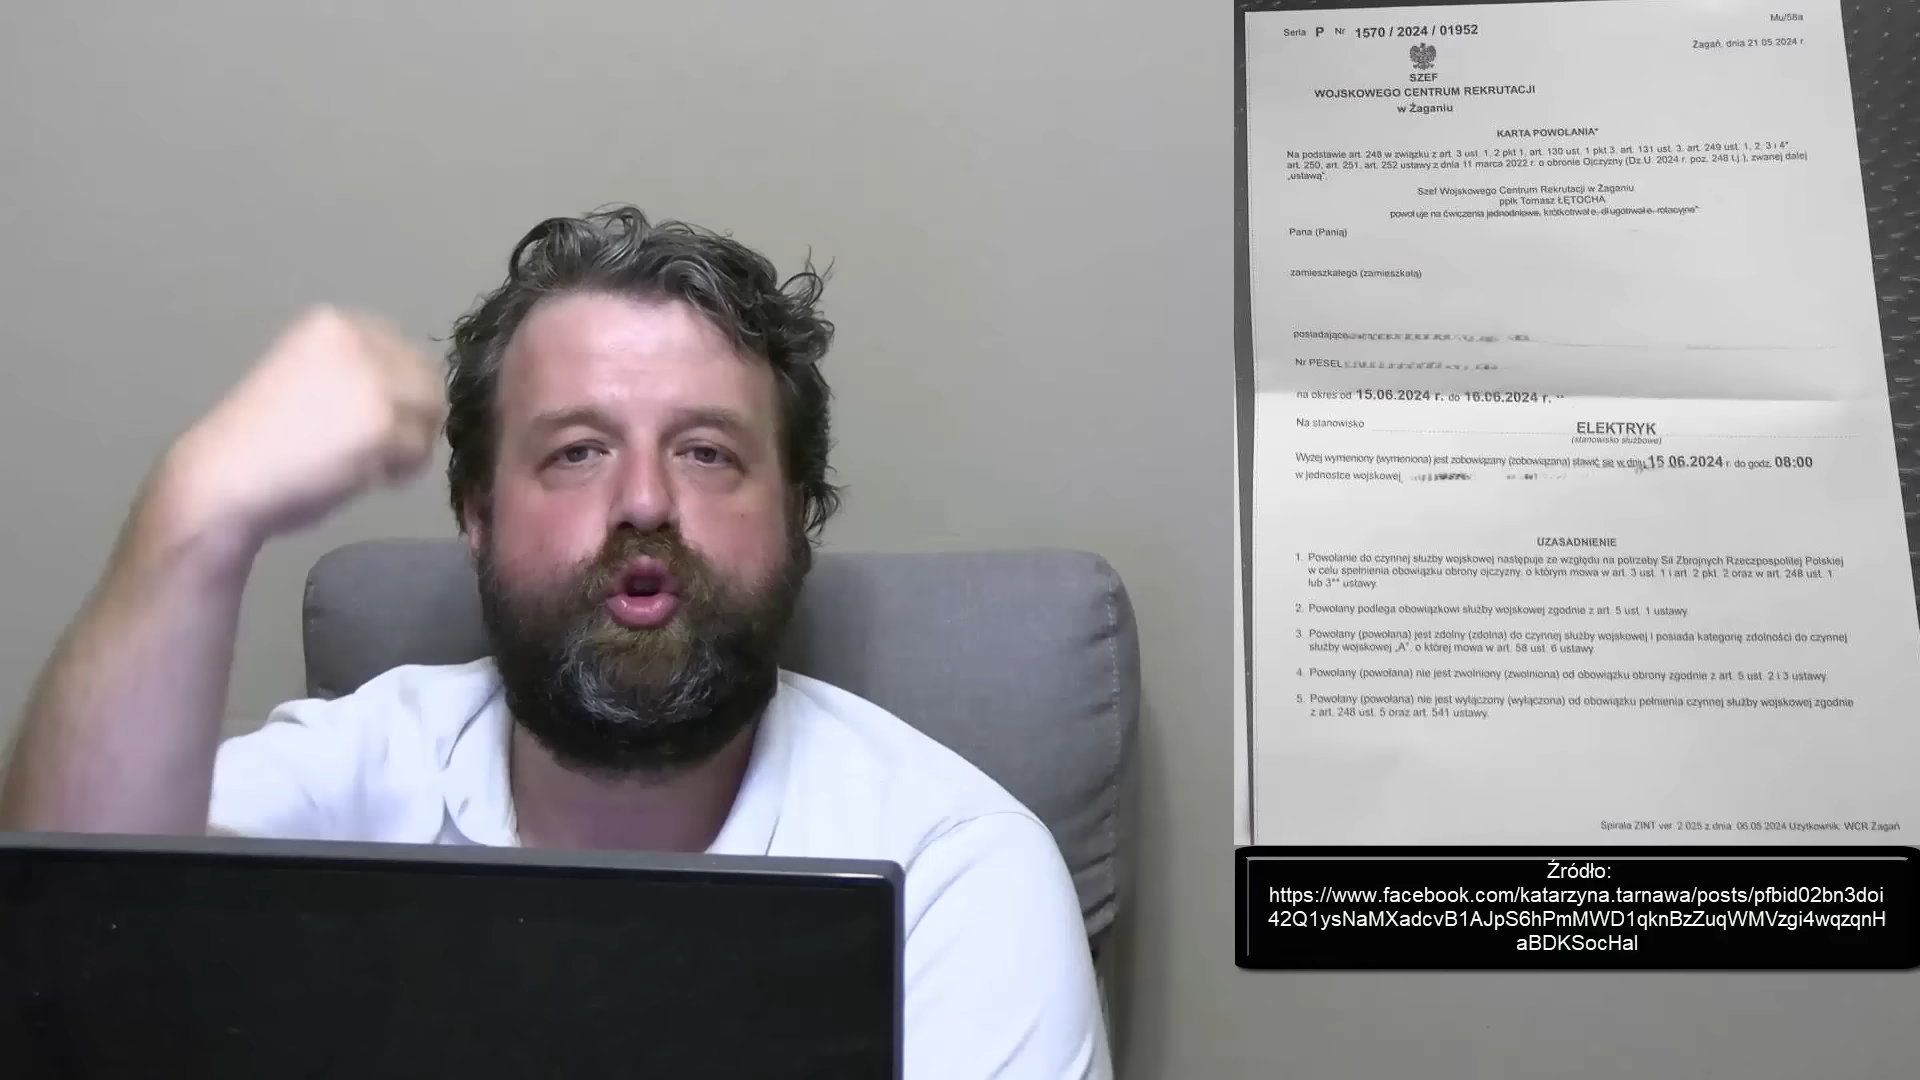 Seria P Nr 1570 / 2024 / 01952
Mu/58a
Żagań, dnia 21.05.2024 r.
SZEF
WOJSKOWEGO CENTRUM REKRUTACJI
w Żaganiu
KARTA POWOŁANIA*
Na podstawie art. 248 w związku z art. 3 ust. 1, 2 pkt 1, art. 130 ust. 1 pkt 3, art. 131 ust. 3, art. 249 ust. 1, 2, 3 i 4*
art. 250, art. 251, art. 252 ustawy z dnia 11 marca 2022 r. o obronie Ojczyzny (Dz.U. 2024 r. poz. 248 t.j.), zwanej dalej
„ustawą”,
Szef Wojskowego Centrum Rekrutacji w Żaganiu
ppłk Tomasz ŁĘTOCHA
powołuje na ćwiczenia jednodniowe, krótkotrwałe, długotrwałe, rotacyjne*
Pana (Panią)
zamieszkałego (zamieszkałą)
posiadające
Nr PESEL
na okres od 15.06.2024 r. do 16.06.2024 r. **
Na stanowisko ELEKTRYK
(stanowisko służbowe)
Wyżej wymieniony (wymieniona) jest zobowiązany (zobowiązana) stawić się w dniu 15.06.2024 r. do godz. 08:00
w jednostce wojskowej
UZASADNIENIE
1. Powołanie do czynnej służby wojskowej następuje ze względu na potrzeby Sił Zbrojnych Rzeczpospolitej Polskiej
w celu spełnienia obowiązku obrony ojczyzny, o którym mowa w art. 3 ust. 1 i art. 2 pkt. 2 oraz w art. 248 ust. 1
lub 3** ustawy.
2. Powołany podlega obowiązkowi służby wojskowej zgodnie z art. 5 ust. 1 ustawy
3. Powołany (powołana) jest zdolny (zdolna) do czynnej służby wojskowej i posiada kategorię zdolności do czynnej
służby wojskowej „A”, o której mowa w art. 58 ust. 6 ustawy.
4. Powołany (powołana) nie jest zwolniony (zwolniona) od obowiązku obrony zgodnie z art. 5 ust. 2 i 3 ustawy.
5. Powołany (powołana) nie jest wyłączony (wyłączona) od obowiązku pełnienia czynnej służby wojskowej zgodnie
z art. 248 ust. 5 oraz art. 541 ustawy.
Spirala ZINT ver. 2.025 z dnia 06.05.2024 Użytkownik: WCR Żagań
Źródło:
https://www.facebook.com/katarzyna.tarnawa/posts/pfbid02bn3doi
42Q1ysNaMXadcvB1AJpS6hPmMWD1qknBzZuqWMVzgi4wqzqnH
aBDKSocHal